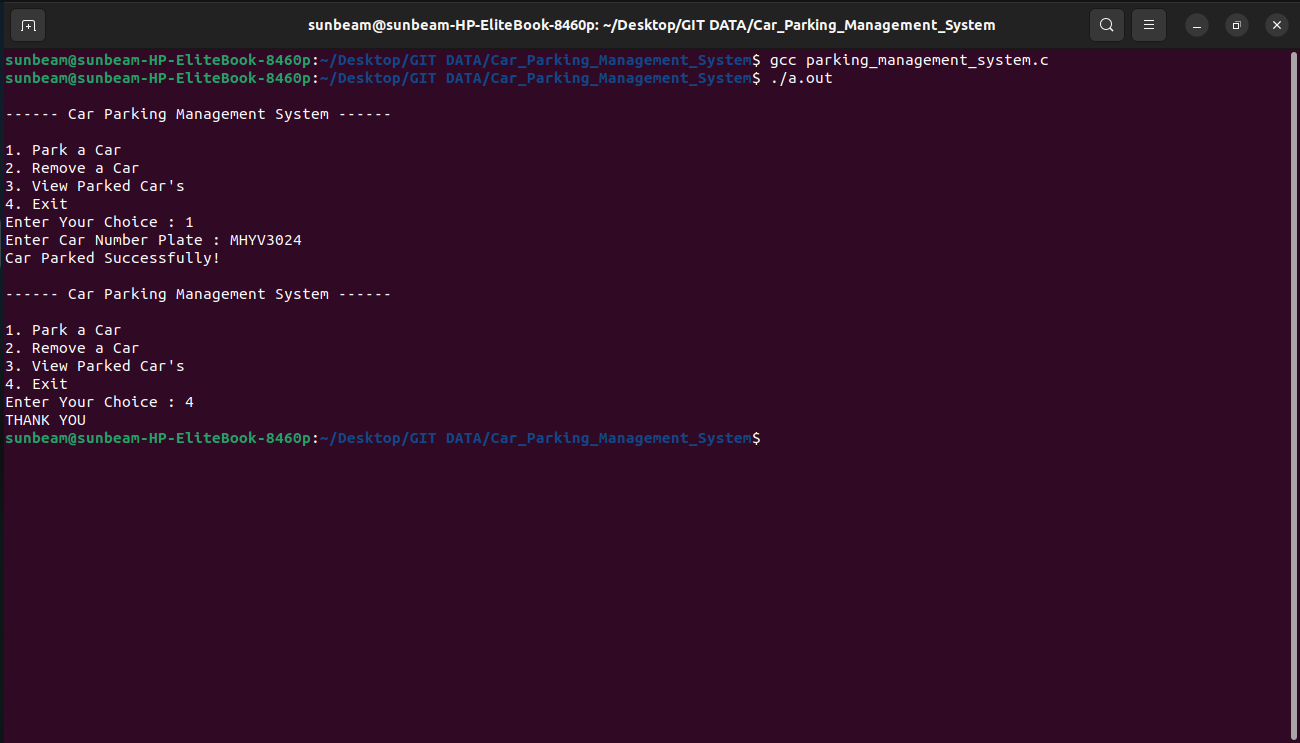 sunbeam@sunbeam-HP-EliteBook-8460p: ~/Desktop/GIT DATA/Car_Parking_Management_System
sunbeam@sunbeam-HP-EliteBook-8460p:~/Desktop/GIT DATA/Car_Parking_Management_System$ gcc parking_management_system.c
sunbeam@sunbeam-HP-EliteBook-8460p:~/Desktop/GIT DATA/Car_Parking_Management_System$ ./a.out
------ Car Parking Management System ------
1. Park a Car
2. Remove a Car
3. View Parked Car's
4. Exit
Enter Your Choice : 1
Enter Car Number Plate : MHYV3024
Car Parked Successfully!
------ Car Parking Management System ------
1. Park a Car
2. Remove a Car
3. View Parked Car's
4. Exit
Enter Your Choice : 4
THANK YOU
sunbeam@sunbeam-HP-EliteBook-8460p:~/Desktop/GIT DATA/Car_Parking_Management_System$